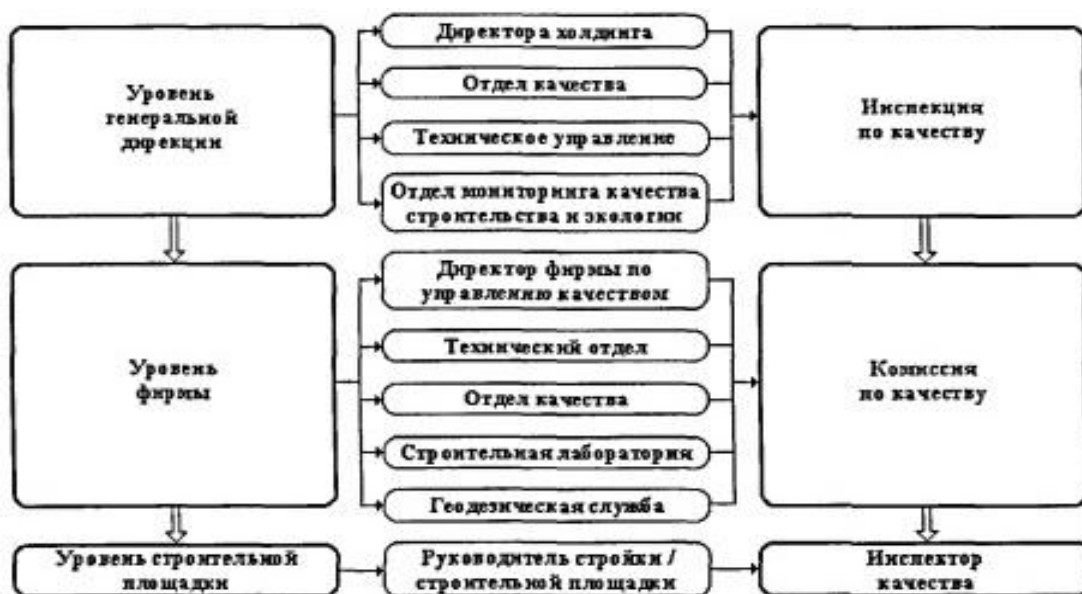 Уровень
генеральной
дирекции
Директора холдинга
Отдел качества
Техническое управление
Отдел мониторинга качества
строительства и экологии
Инспекция
по качеству
Уровень
фирмы
Директор фирмы по
управлению качеством
Технический отдел
Отдел качества
Строительная лаборатория
Геодезическая служба
Комиссия
по качеству
Уровень строительной
площадки
Руководитель стройки /
строительной площадки
Инспектор
качества